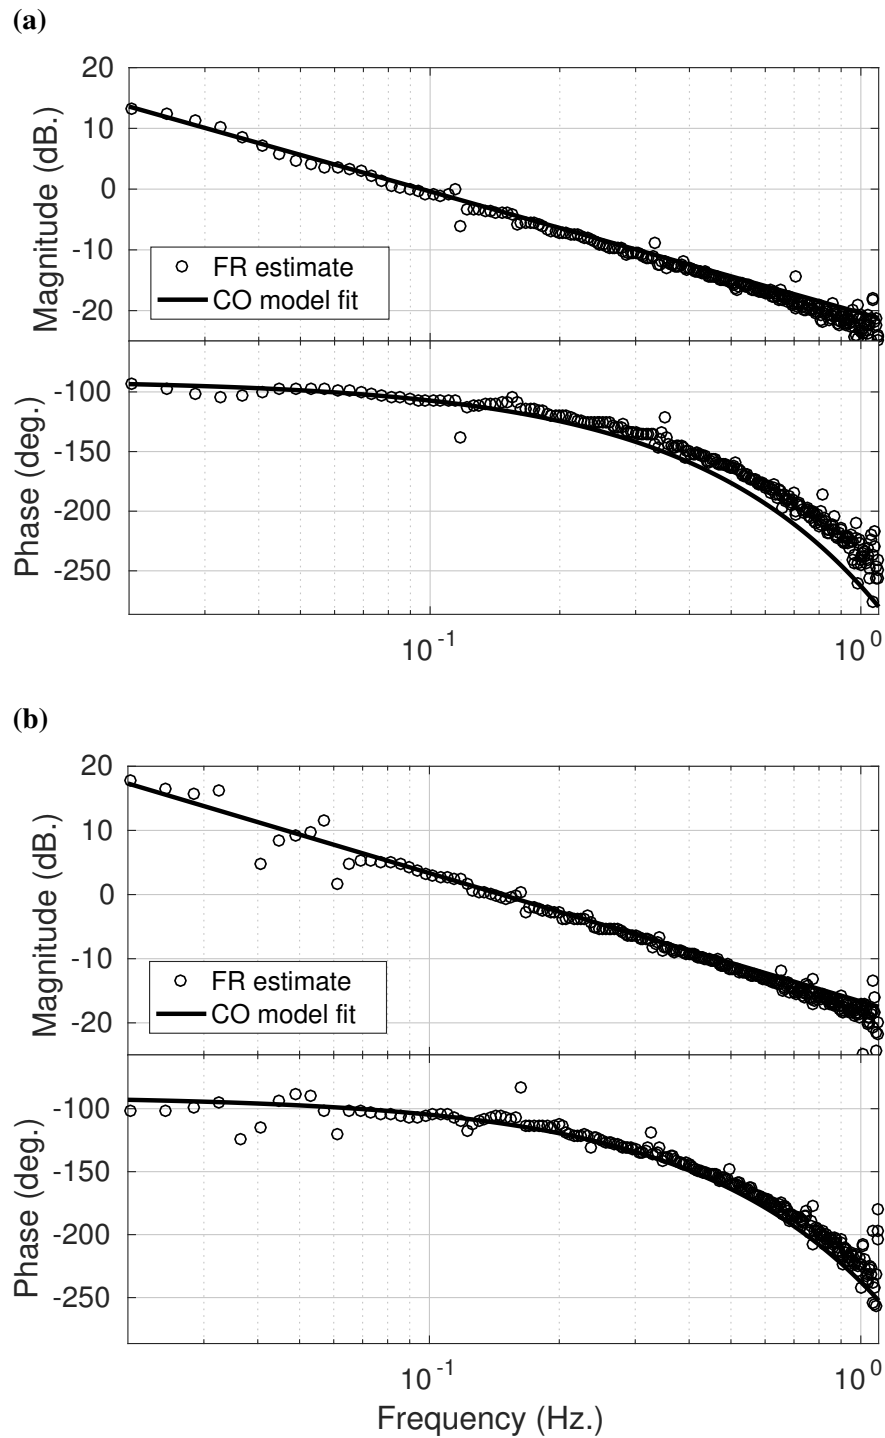 (a)
20
10
0
-10
-20
Magnitude (dB.)
FR estimate
CO model fit
-100
-150
-200
-250
Phase (deg.)
10^-1
10^0
(b)
20
10
0
-10
-20
Magnitude (dB.)
FR estimate
CO model fit
-100
-150
-200
-250
Phase (deg.)
10^-1
10^0
Frequency (Hz.)